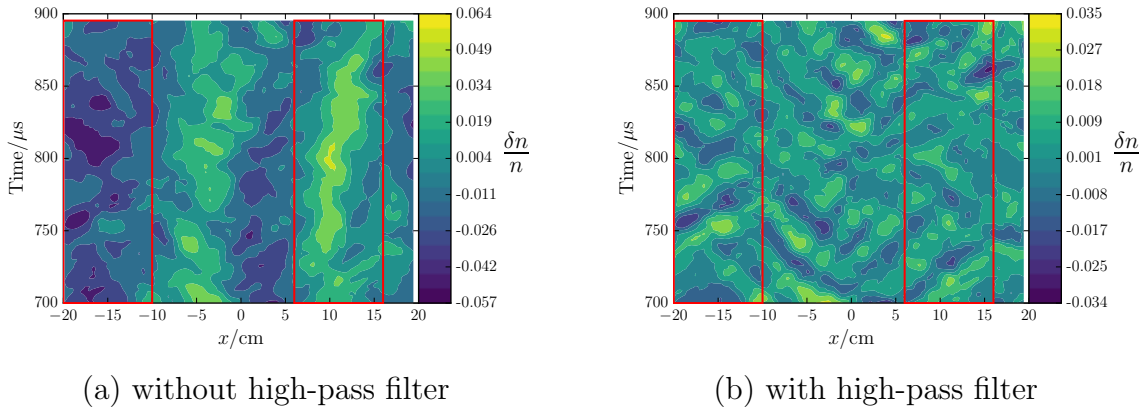 900
850
800
750
700
Time/μs
−20 −15 −10 −5 0 5 10 15 20
x/cm
0.064
0.049
0.034
0.019
0.004
-0.011
-0.026
-0.042
-0.057
δn
n
(a) without high-pass filter
900
850
800
750
700
Time/μs
−20 −15 −10 −5 0 5 10 15 20
x/cm
0.035
0.027
0.018
0.009
0.001
-0.008
-0.017
-0.025
-0.034
δn
n
(b) with high-pass filter